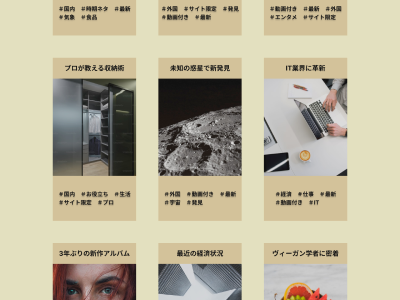 ＃国内　＃時期ネタ　＃最新
＃気象　＃食品
＃外国　＃サイト限定　＃発見
＃動画付き　＃最新
＃動画付き　＃最新　＃外国
＃エンタメ　＃サイト限定
プロが教える収納術
未知の惑星で新発見
IT業界に革新
＃国内　＃お役立ち　＃生活
＃サイト限定　＃プロ
＃外国　＃動画付き　＃最新
＃宇宙　＃発見
＃経済　＃仕事　＃最新
＃動画付き　＃IT
3年ぶりの新作アルバム
最近の経済状況
ヴィーガン学者に密着